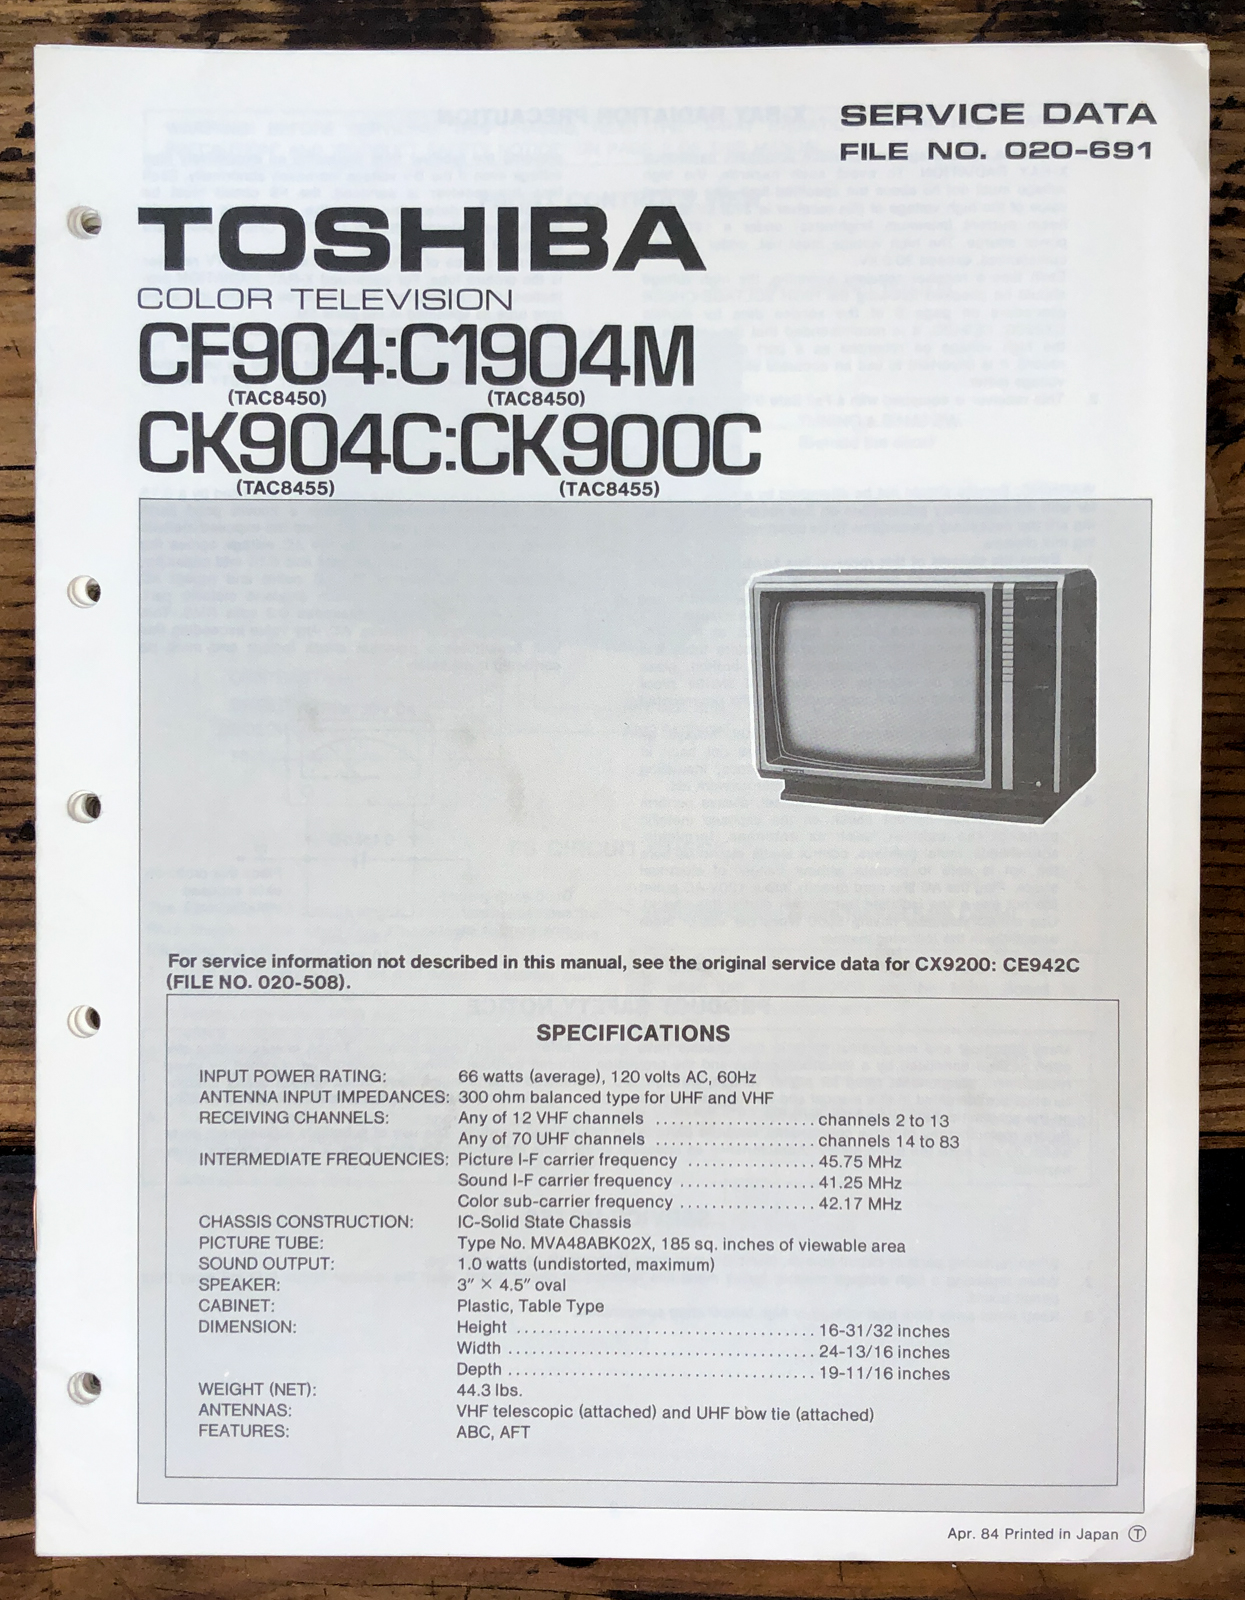 SERVICE DATA
FILE NO. 020-691
TOSHIBA
COLOR TELEVISION
CF904:C1904M
(TAC8450) (TAC8450)
CK904C:CK900C
(TAC8455) (TAC8455)
For service information not described in this manual, see the original service data for CX9200: CE942C
(FILE NO. 020-508).
SPECIFICATIONS
INPUT POWER RATING: 66 watts (average), 120 volts AC, 60Hz
ANTENNA INPUT IMPEDANCES: 300 ohm balanced type for UHF and VHF
RECEIVING CHANNELS: Any of 12 VHF channels .................... channels 2 to 13
Any of 70 UHF channels .................... channels 14 to 83
INTERMEDIATE FREQUENCIES: Picture I-F carrier frequency ................ 45.75 MHz
Sound I-F carrier frequency ................. 41.25 MHz
Color sub-carrier frequency ................. 42.17 MHz
CHASSIS CONSTRUCTION: IC-Solid State Chassis
PICTURE TUBE: Type No. MVA48ABK02X, 185 sq. inches of viewable area
SOUND OUTPUT: 1.0 watts (undistorted, maximum)
SPEAKER: 3″ × 4.5″ oval
CABINET: Plastic, Table Type
DIMENSION: Height ..................................... 16-31/32 inches
Width ...................................... 24-13/16 inches
Depth ...................................... 19-11/16 inches
WEIGHT (NET): 44.3 lbs.
ANTENNAS: VHF telescopic (attached) and UHF bow tie (attached)
FEATURES: ABC, AFT
Apr. 84 Printed in Japan Ⓣ